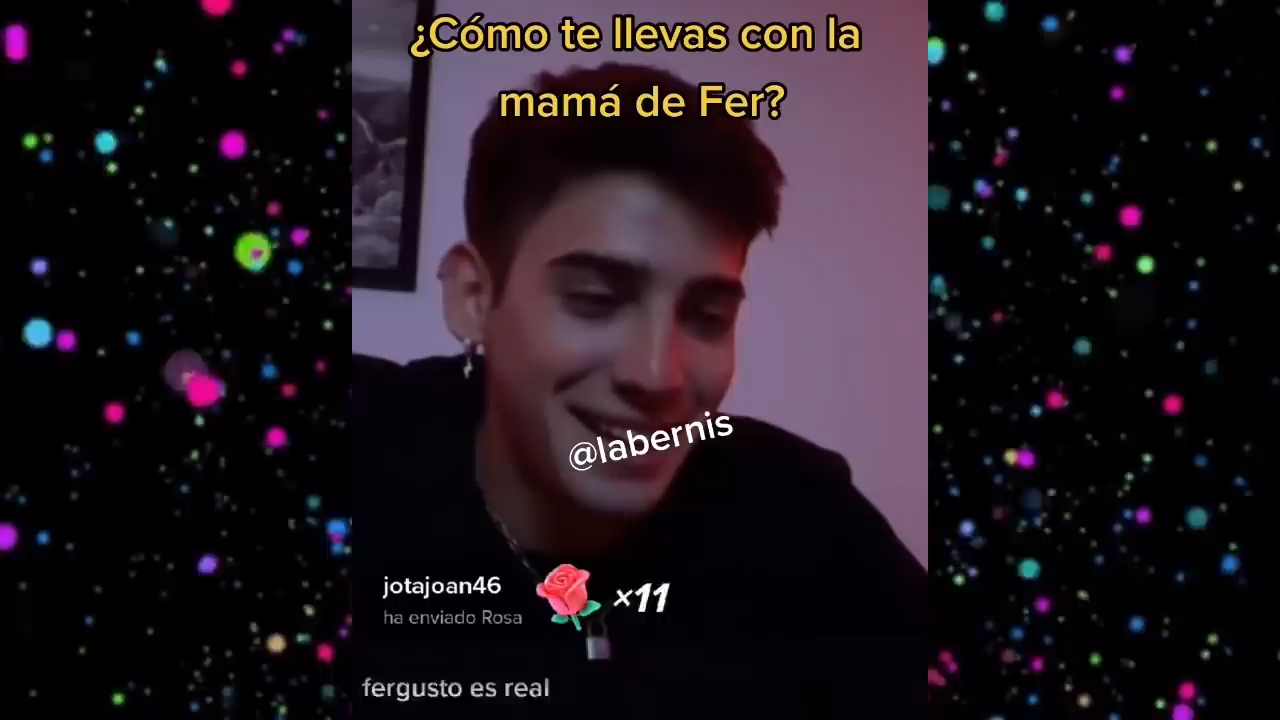 ¿Cómo te llevas con la
mamá de Fer?
@labernis
jotajoan46
×11
ha enviado Rosa
fergusto es real